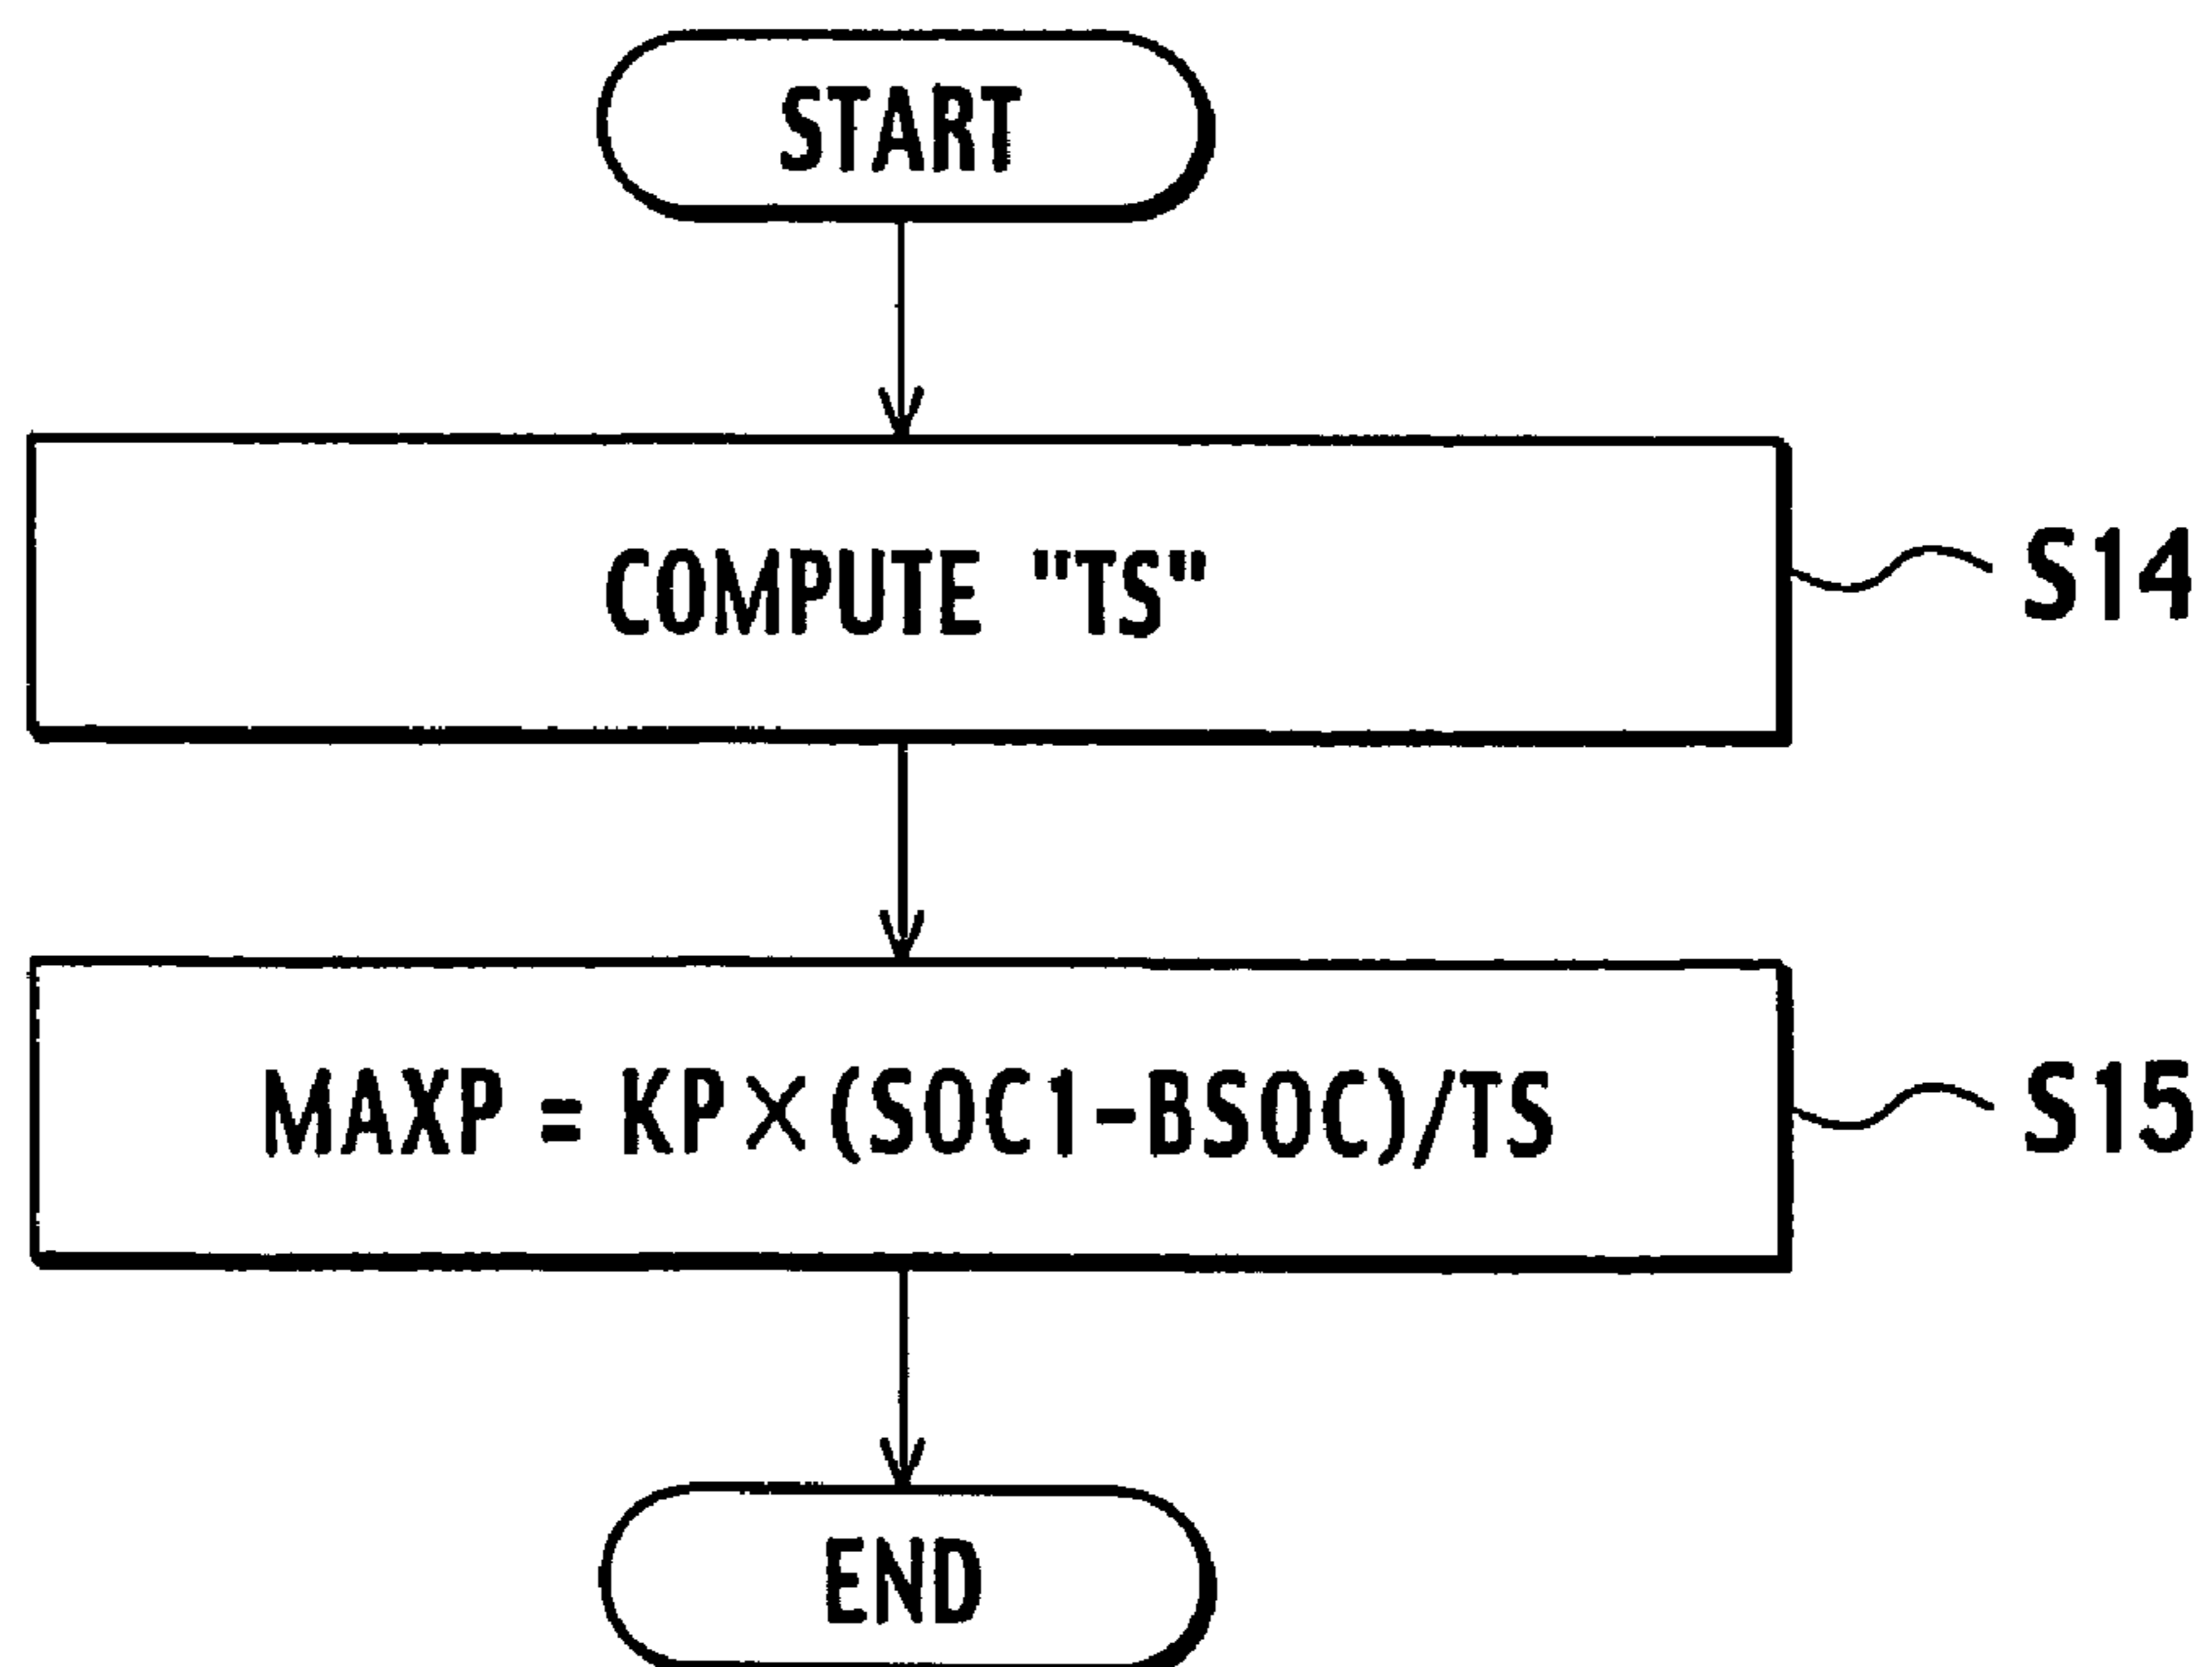 START
COMPUTE "TS"
S14
MAXP = KP×(SOC1-BSOC)/TS
S15
END